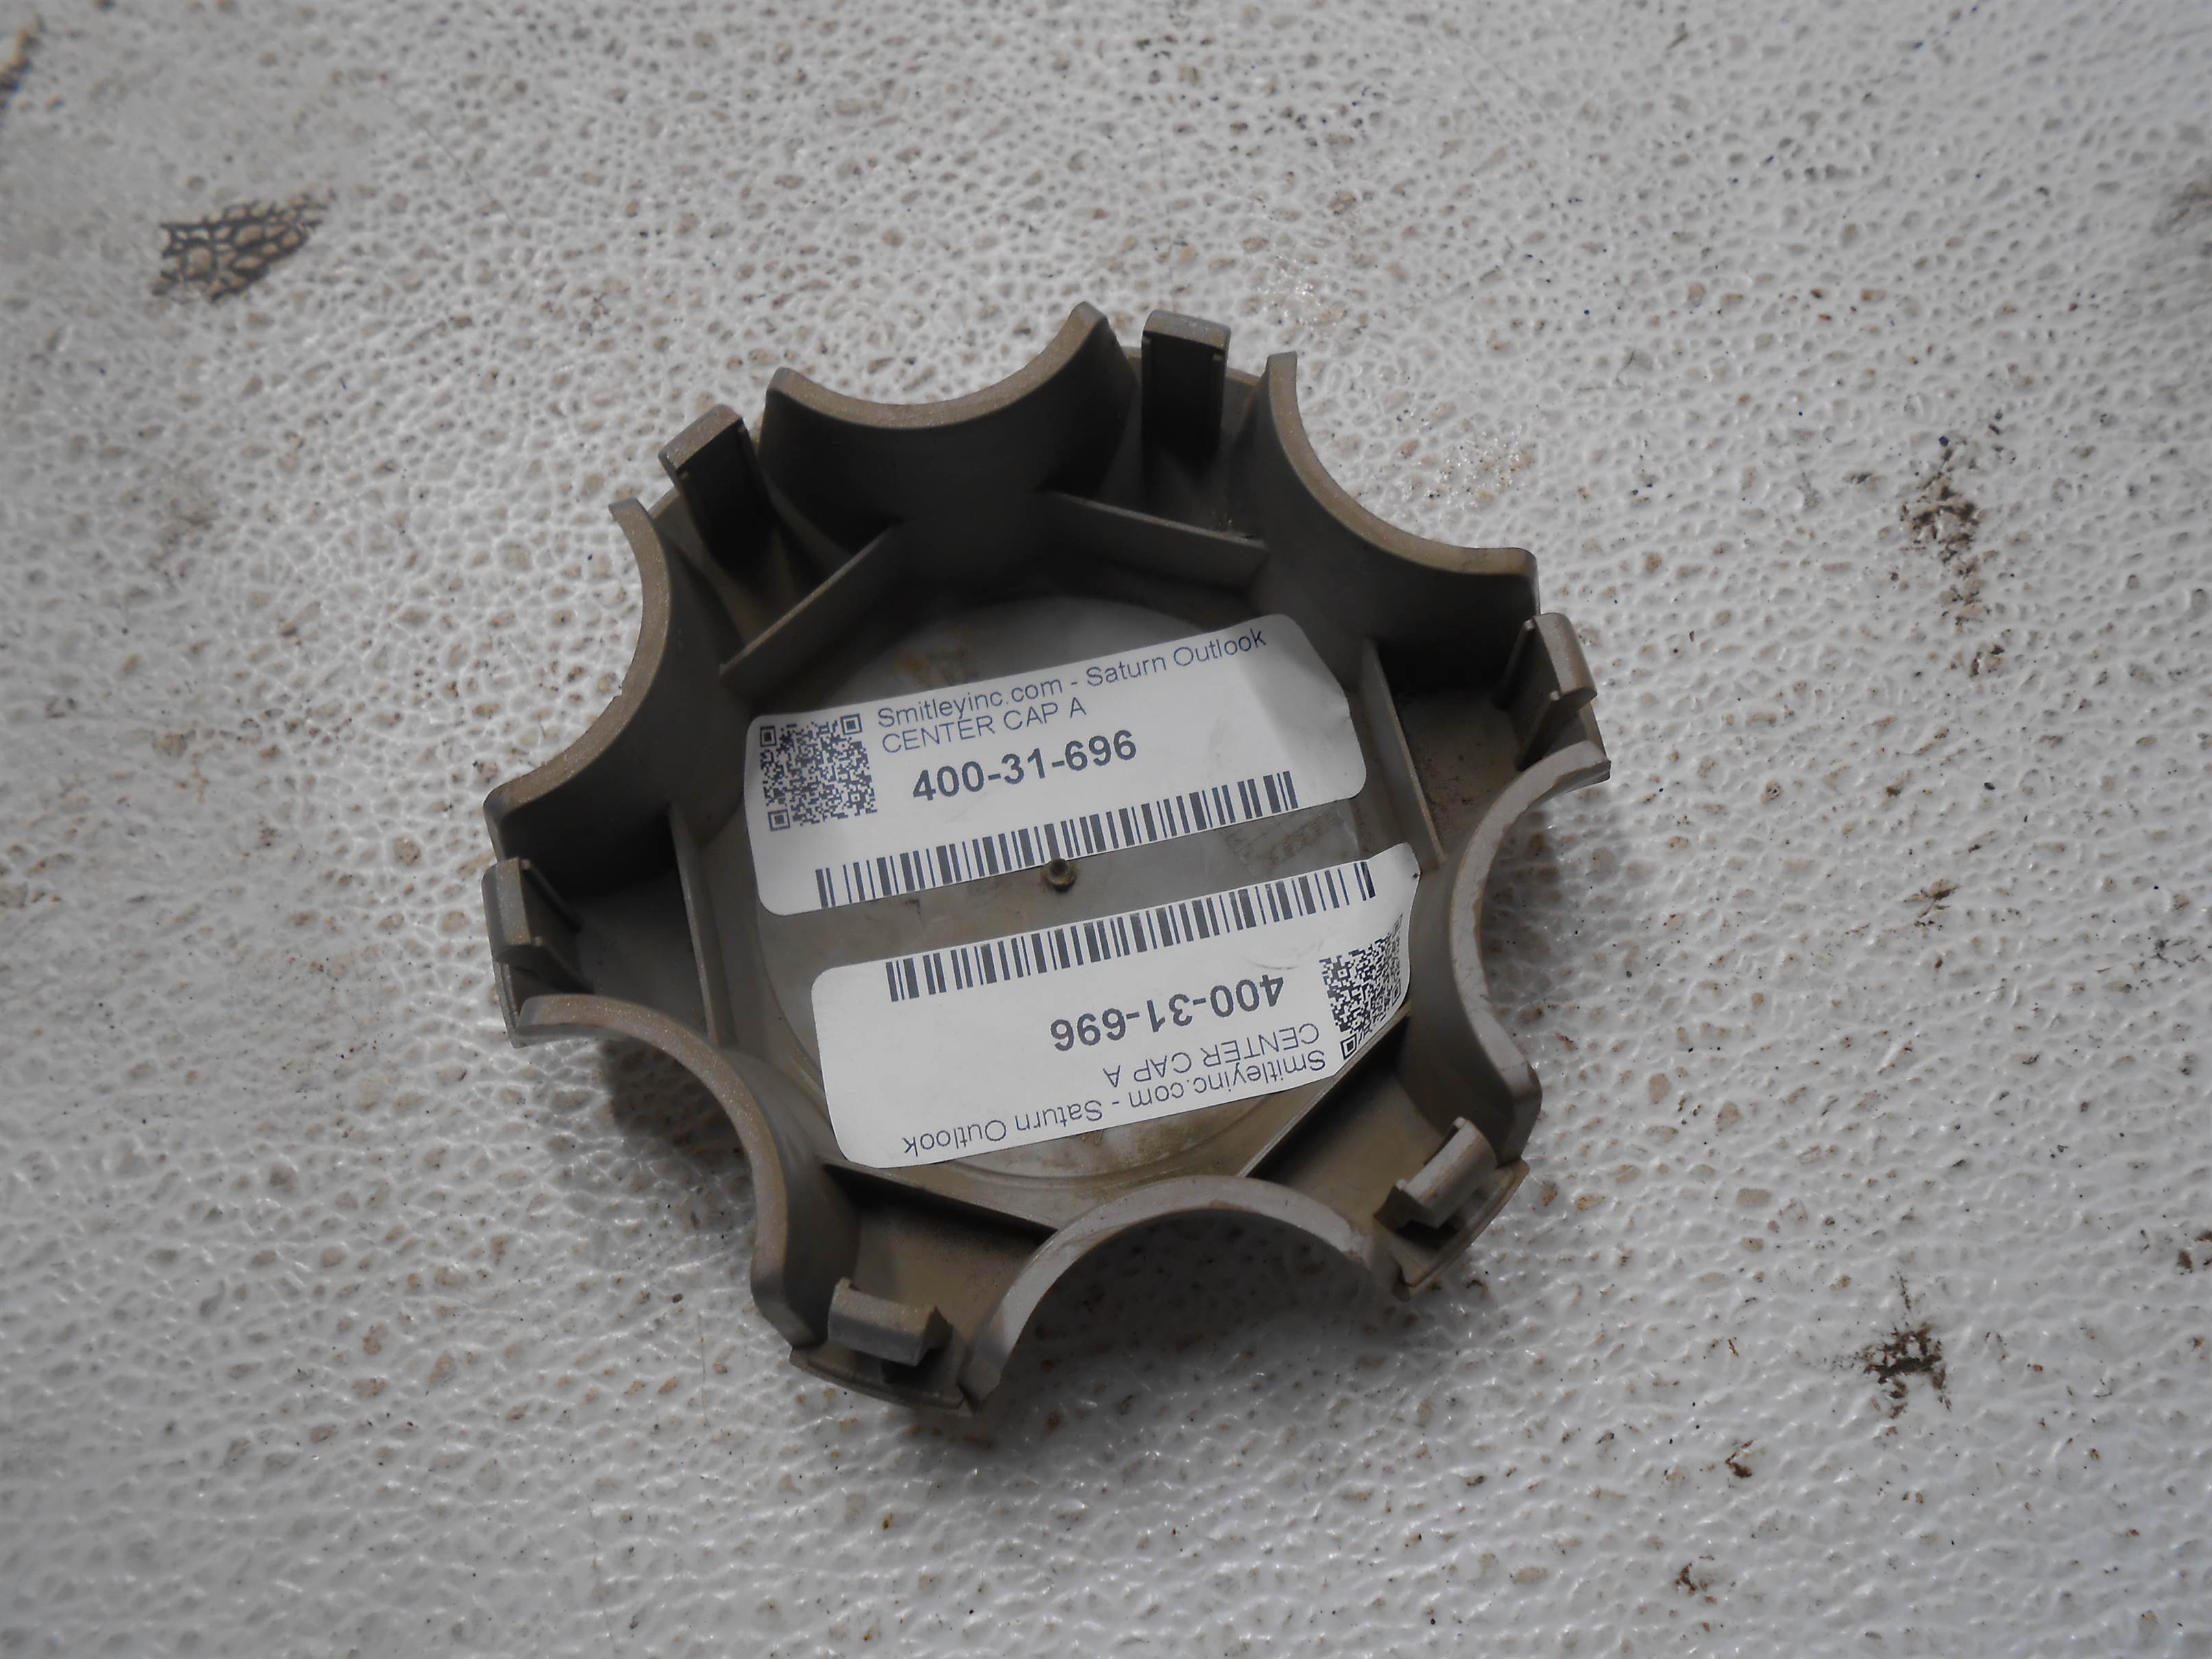 Smitleyinc.com - Saturn Outlook
CENTER CAP A
400-31-696
Smitleyinc.com - Saturn Outlook
CENTER CAP A
400-31-696